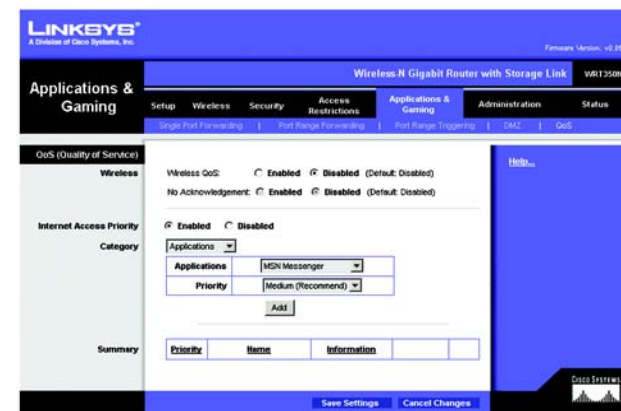 LINKSYS®
A Division of Cisco Systems, Inc.
Firmware Version: v0.
Applications & Gaming
Wireless-N Gigabit Router with Storage Link
WRT350N
Setup Wireless Security Access Restrictions Applications & Gaming Administration Status
Single Port Forwarding | Port Range Forwarding | Port Range Triggering | DMZ | QoS
QoS (Quality of Service)
Help...
Wireless
Wireless QoS: Enabled Disabled (Default: Disabled)
No Acknowledgement: Enabled Disabled (Default: Disabled)
Internet Access Priority
Enabled Disabled
Category
Applications
Applications MSN Messenger
Priority Medium (Recommend)
Add
Summary
Priority Name Information
Save Settings Cancel Changes
CISCO SYSTEMS